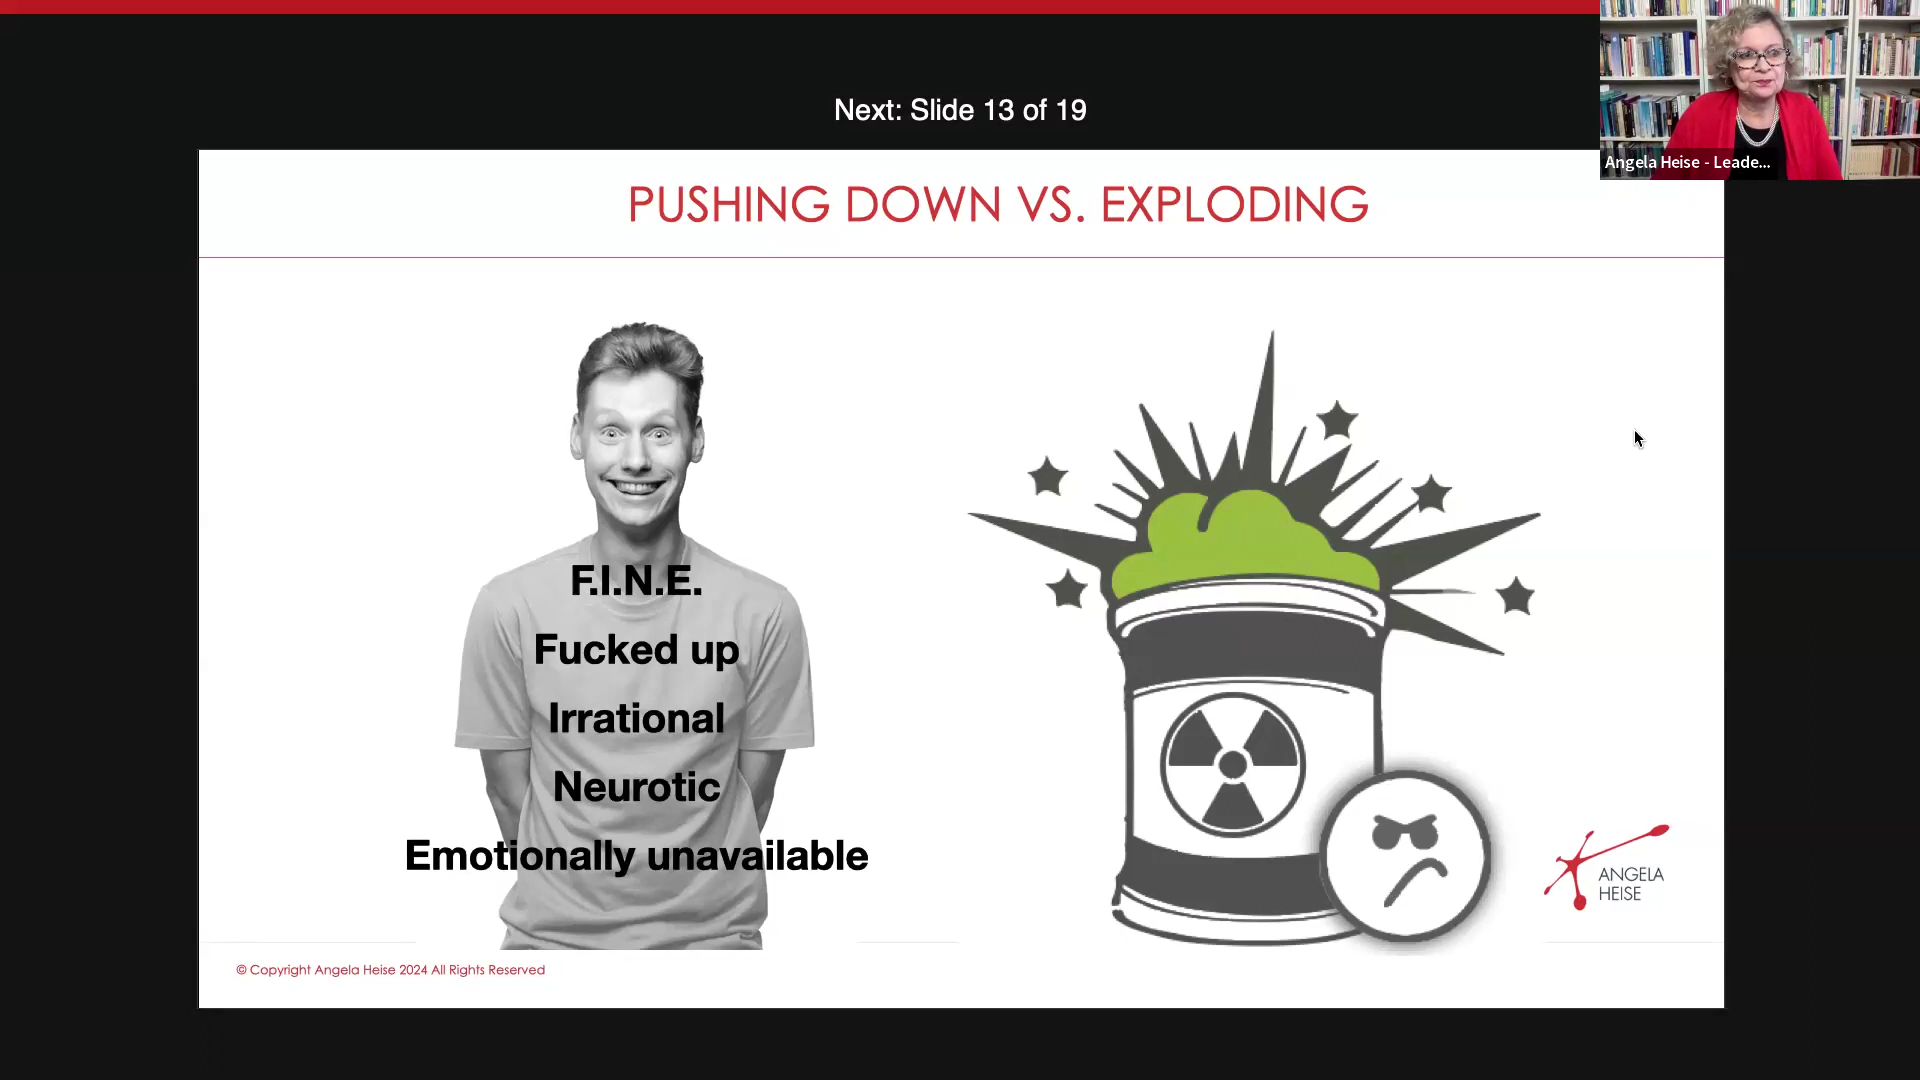 Next: Slide 13 of 19
Angela Heise - Leade...
PUSHING DOWN VS. EXPLODING
F.I.N.E.
Fucked up
Irrational
Neurotic
Emotionally unavailable
ANGELA
HEISE
© Copyright Angela Heise 2024 All Rights Reserved